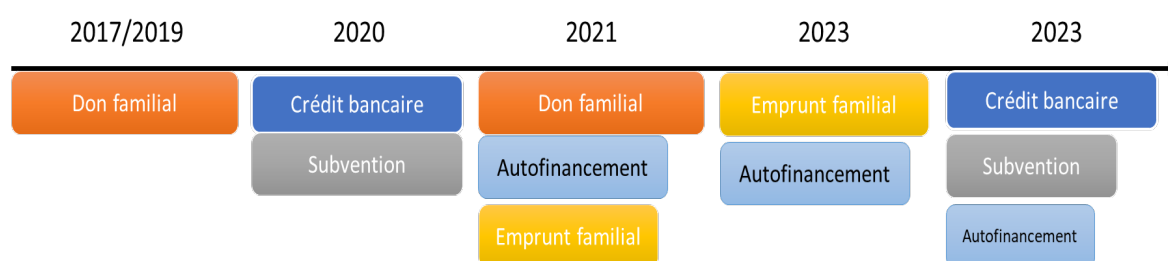 2017/2019 2020 2021 2023 2023
Don familial Crédit bancaire Don familial Emprunt familial Crédit bancaire
Subvention Autofinancement Autofinancement Subvention
Emprunt familial Autofinancement